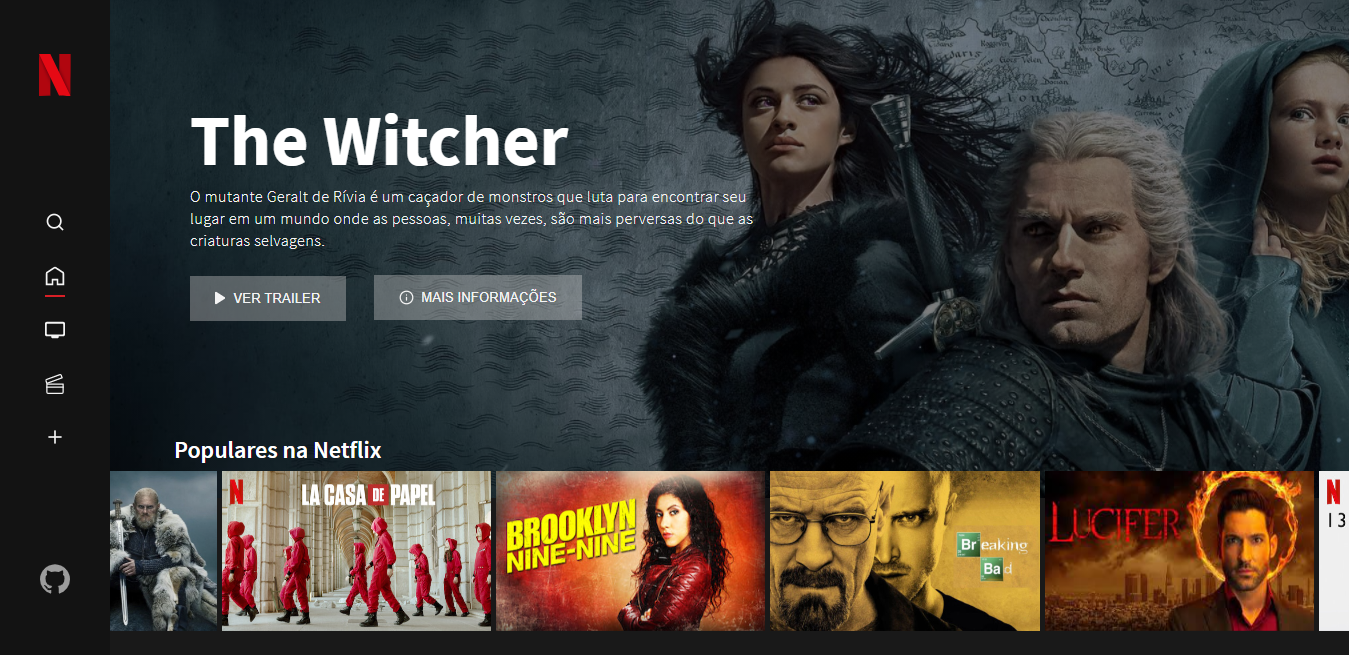 N
The Witcher
O mutante Geralt de Rívia é um caçador de monstros que luta para encontrar seu
lugar em um mundo onde as pessoas, muitas vezes, são mais perversas do que as
criaturas selvagens.
VER TRAILER
MAIS INFORMAÇÕES
Populares na Netflix
N
LA CASA DE PAPEL
BROOKLYN
NINE-NINE
Breaking
Bad
LUCIFER
N
13